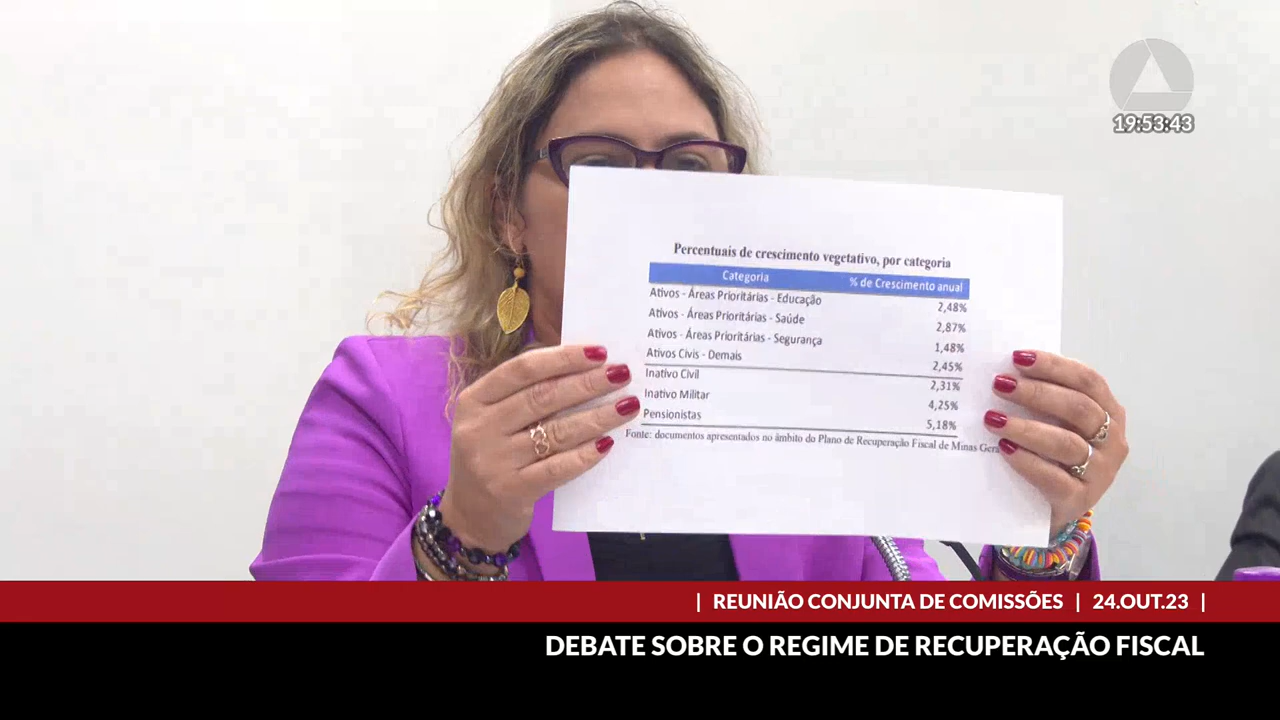 19:53:43
Percentuais de crescimento vegetativo, por categoria
Categoria % de Crescimento anual
Ativos - Áreas Prioritárias - Educação 2,48%
Ativos - Áreas Prioritárias - Saúde 2,87%
Ativos - Áreas Prioritárias - Segurança 1,48%
Ativos Civis - Demais 2,45%
Inativo Civil 2,31%
Inativo Militar 4,25%
Pensionistas 5,18%
Fonte: documentos apresentados no âmbito do Plano de Recuperação Fiscal de Minas Gera
| REUNIÃO CONJUNTA DE COMISSÕES | 24.OUT.23 |
DEBATE SOBRE O REGIME DE RECUPERAÇÃO FISCAL